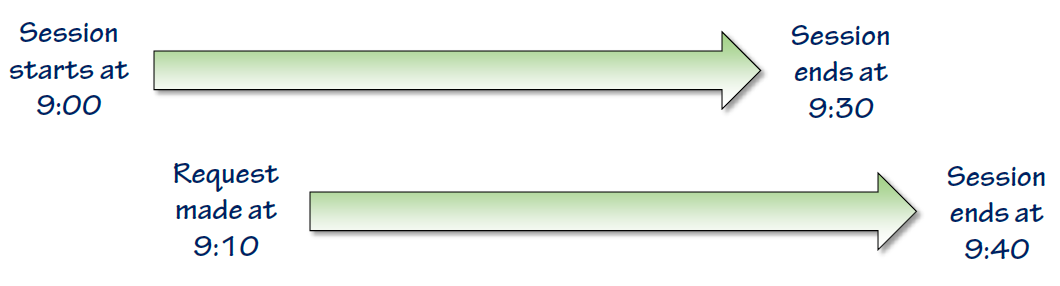 Session
starts at
9:00
Session
ends at
9:30
Request
made at
9:10
Session
ends at
9:40